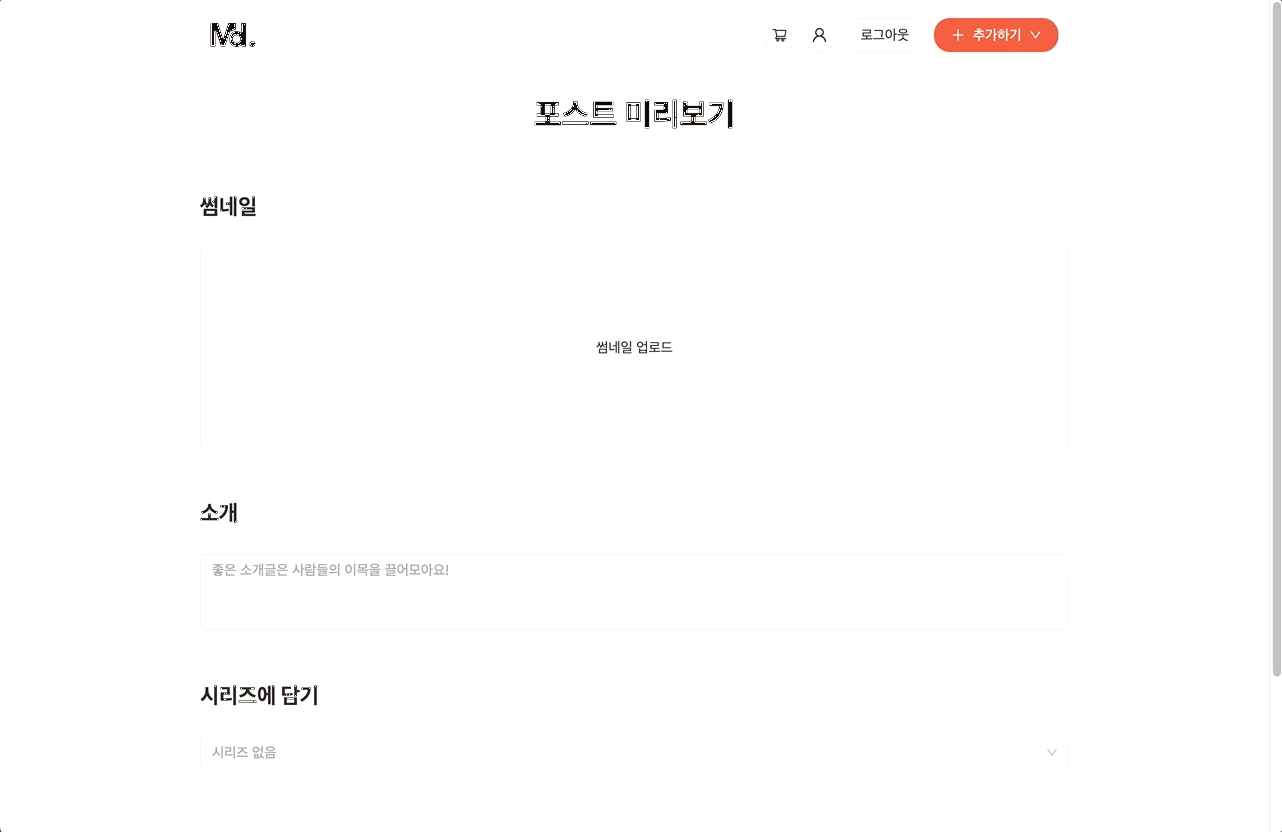 Md.
로그아웃
추가하기
포스트 미리보기
썸네일
썸네일 업로드
소개
좋은 소개글은 사람들의 이목을 끌어모아요!
시리즈에 담기
시리즈 없음